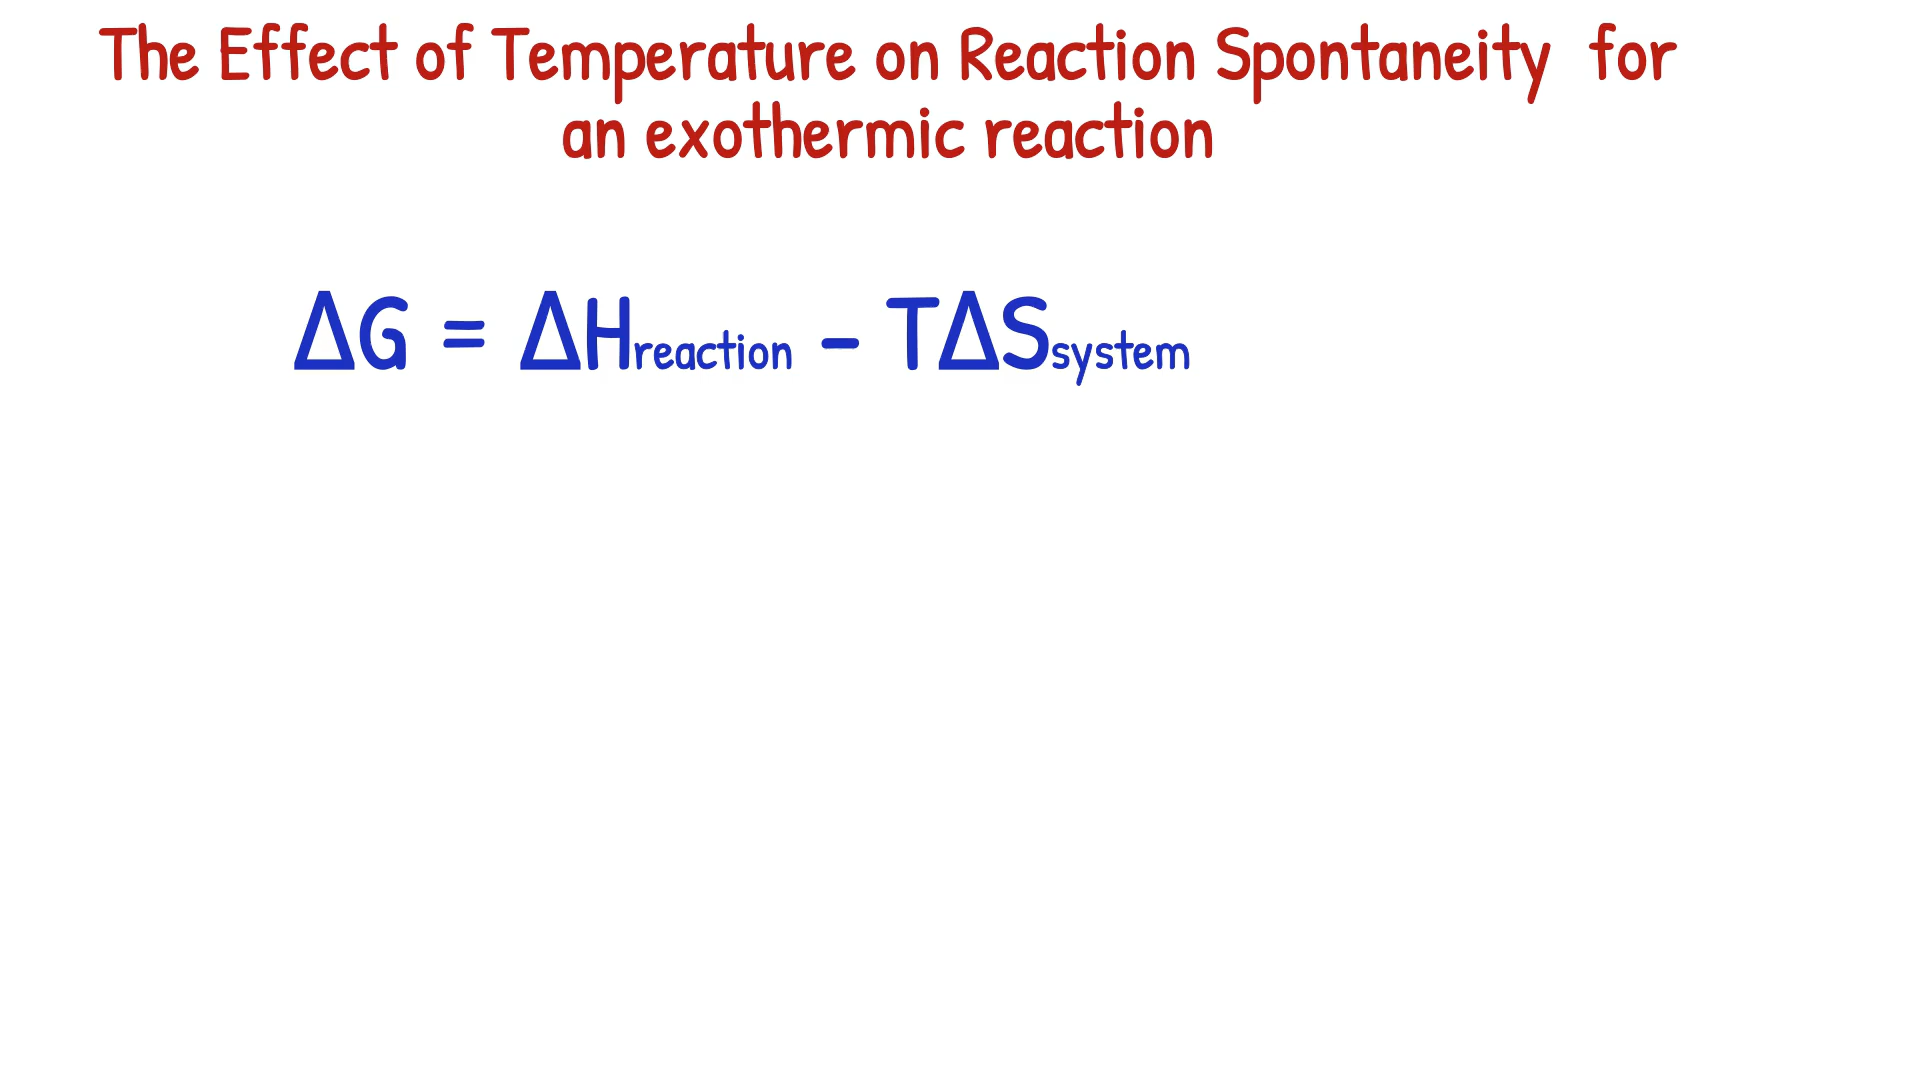 The Effect of Temperature on Reaction Spontaneity for
an exothermic reaction
ΔG = ΔHreaction - TΔSsystem